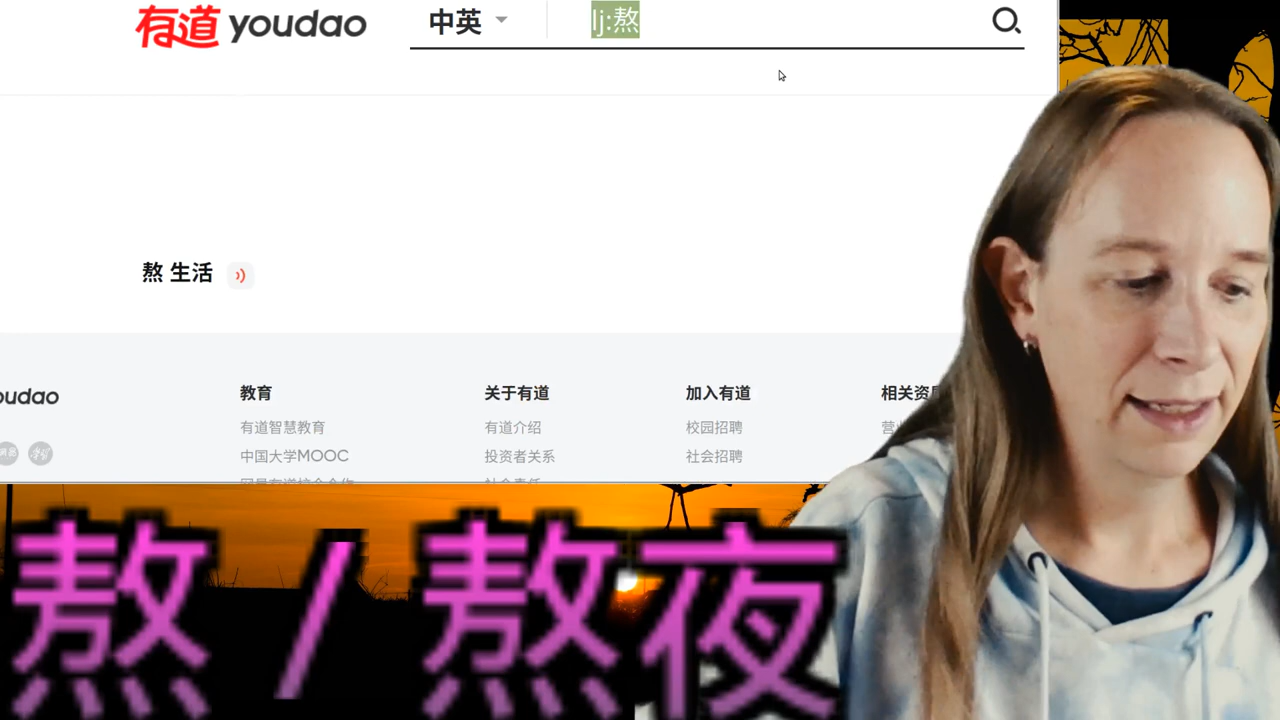 有道 youdao 中英 lj:熬
熬 生活
oudao 教育 关于有道 加入有道 相关资
有道智慧教育 有道介绍 校园招聘 营
中国大学MOOC 投资者关系 社会招聘
熬 / 熬夜